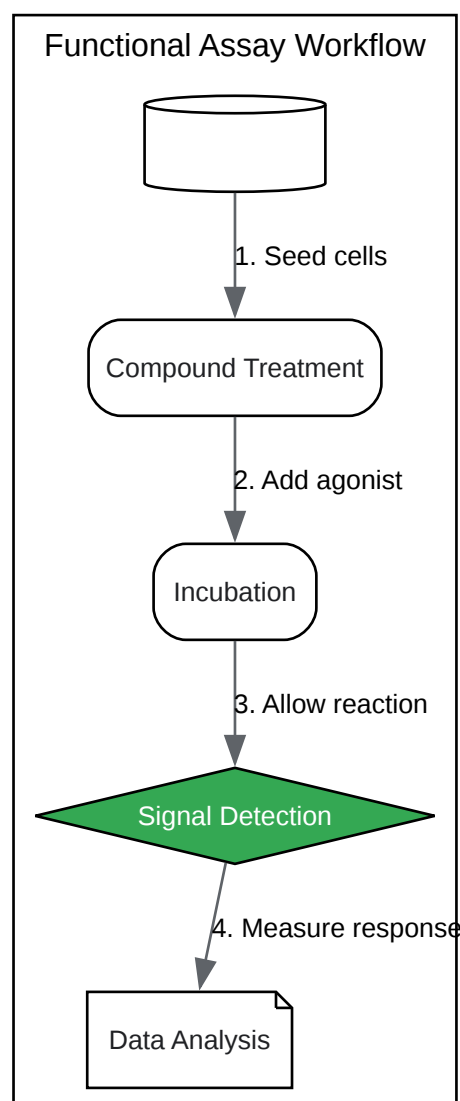 Functional Assay Workflow
1. Seed cells
Compound Treatment
2. Add agonist
Incubation
3. Allow reaction
Signal Detection
4. Measure response
Data Analysis